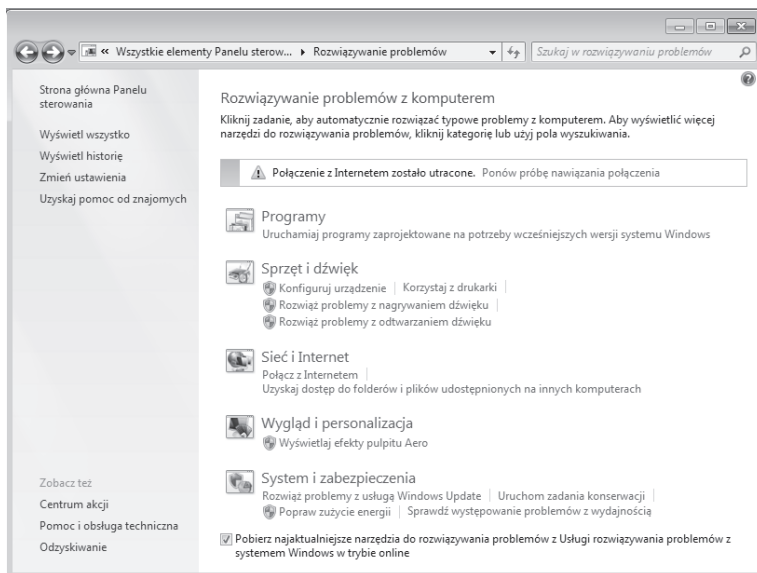 « Wszystkie elementy Panelu sterow... ▸ Rozwiązywanie problemów
Szukaj w rozwiązywaniu problemów
Strona główna Panelu
sterowania
Wyświetl wszystko
Wyświetl historię
Zmień ustawienia
Uzyskaj pomoc od znajomych
Rozwiązywanie problemów z komputerem
Kliknij zadanie, aby automatycznie rozwiązać typowe problemy z komputerem. Aby wyświetlić więcej
narzędzi do rozwiązywania problemów, kliknij kategorię lub użyj pola wyszukiwania.
Połączenie z Internetem zostało utracone. Ponów próbę nawiązania połączenia
Programy
Uruchamiaj programy zaprojektowane na potrzeby wcześniejszych wersji systemu Windows
Sprzęt i dźwięk
Konfiguruj urządzenie | Korzystaj z drukarki |
Rozwiąż problemy z nagrywaniem dźwięku |
Rozwiąż problemy z odtwarzaniem dźwięku
Sieć i Internet
Połącz z Internetem |
Uzyskaj dostęp do folderów i plików udostępnionych na innych komputerach
Wygląd i personalizacja
Wyświetlaj efekty pulpitu Aero
System i zabezpieczenia
Rozwiąż problemy z usługą Windows Update | Uruchom zadania konserwacji |
Popraw zużycie energii | Sprawdź występowanie problemów z wydajnością
Pobierz najaktualniejsze narzędzia do rozwiązywania problemów z Usługi rozwiązywania problemów z
systemem Windows w trybie online
Zobacz też
Centrum akcji
Pomoc i obsługa techniczna
Odzyskiwanie